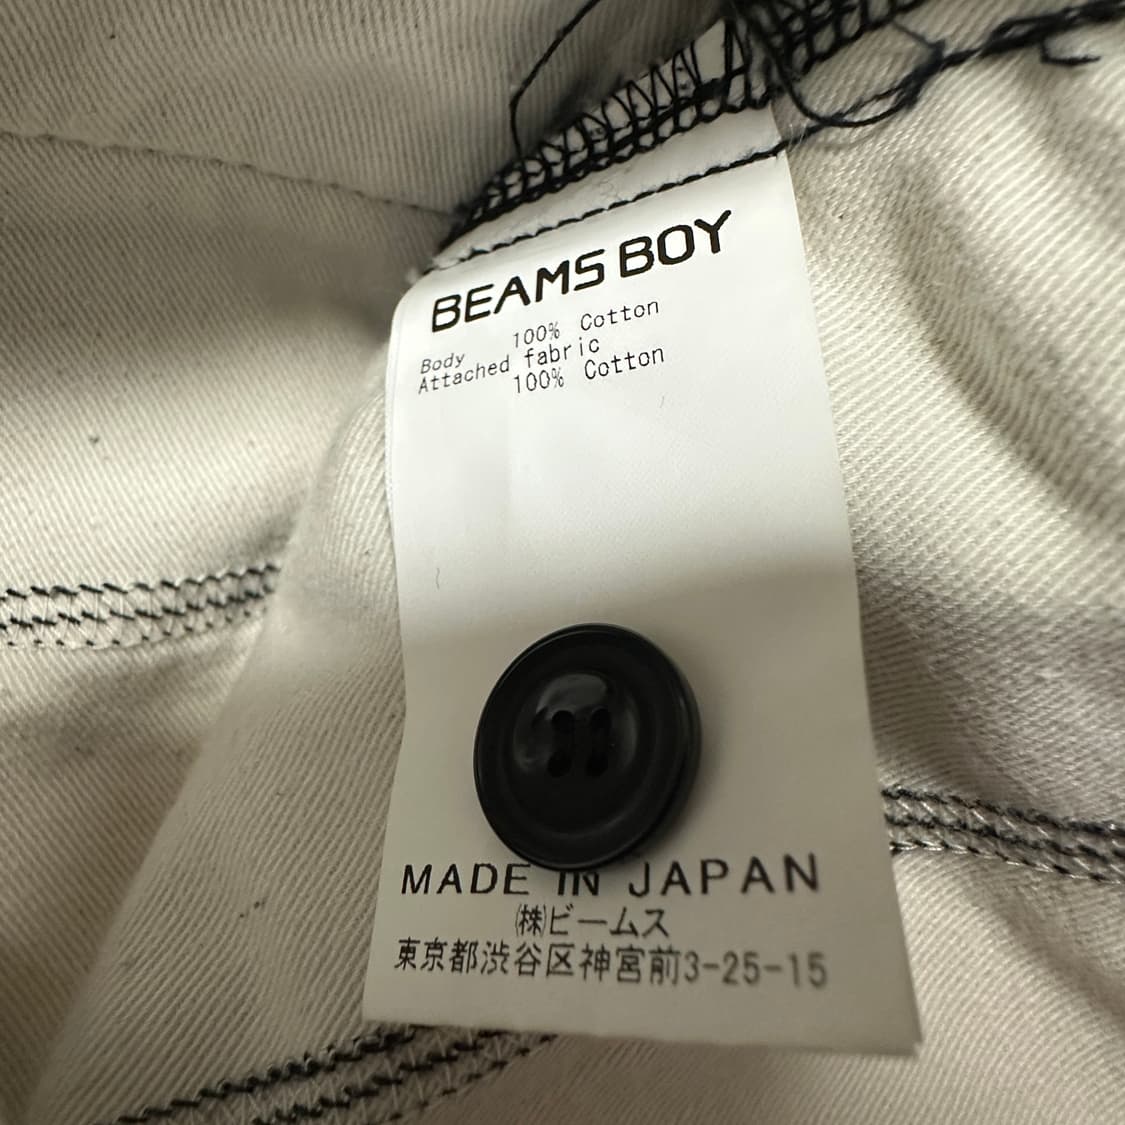 BEAMS BOY
Body 100% Cotton
Attached fabric
100% Cotton
MADE IN JAPAN
㈱ビームス
東京都渋谷区神宮前3-25-15